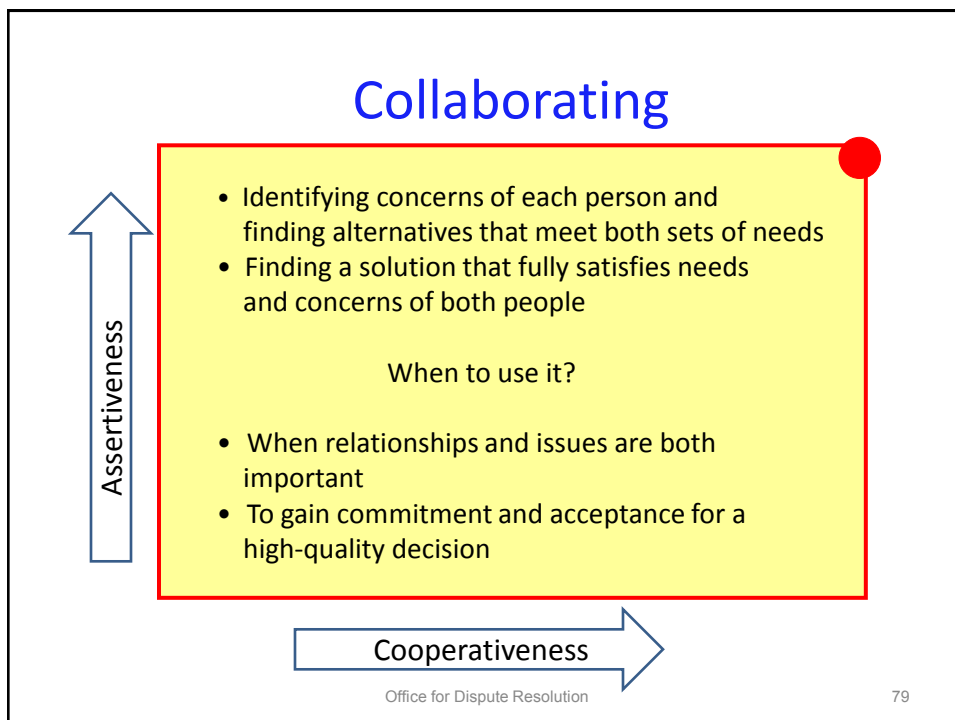 Collaborating
• Identifying concerns of each person and
finding alternatives that meet both sets of needs
• Finding a solution that fully satisfies needs
and concerns of both people
When to use it?
• When relationships and issues are both
important
• To gain commitment and acceptance for a
high-quality decision
Assertiveness
Cooperativeness
Office for Dispute Resolution
79